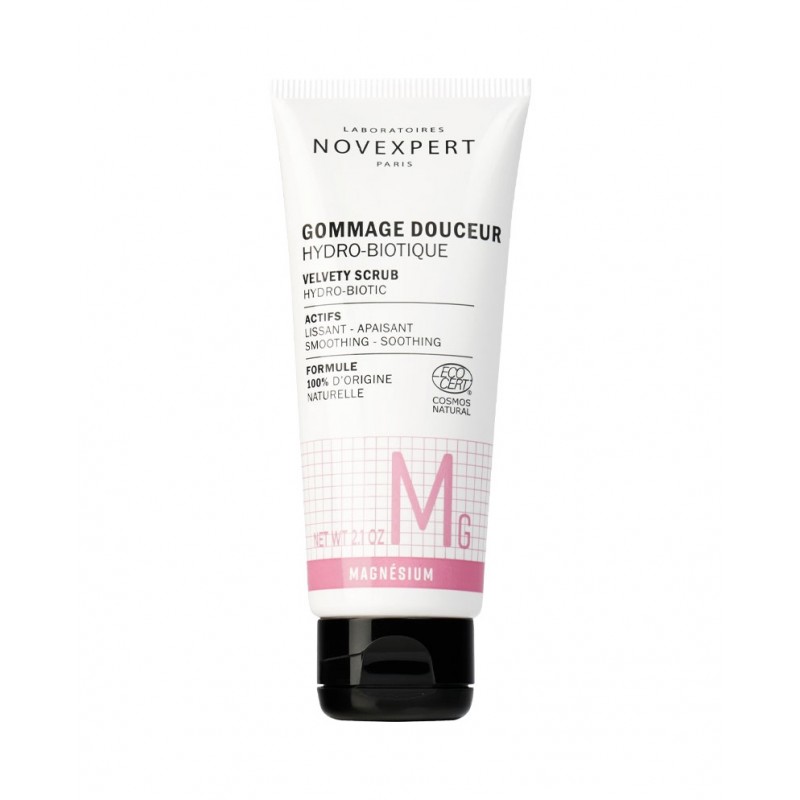 LABORATOIRES
NOVEXPERT
PARIS
GOMMAGE DOUCEUR
HYDRO-BIOTIQUE
VELVETY SCRUB
HYDRO-BIOTIC
ACTIFS
LISSANT - APAISANT
SMOOTHING - SOOTHING
FORMULE
100% D'ORIGINE
NATURELLE
ECO
CERT®
COSMOS
NATURAL
MG
NET WT 2.1 OZ
MAGNÉSIUM